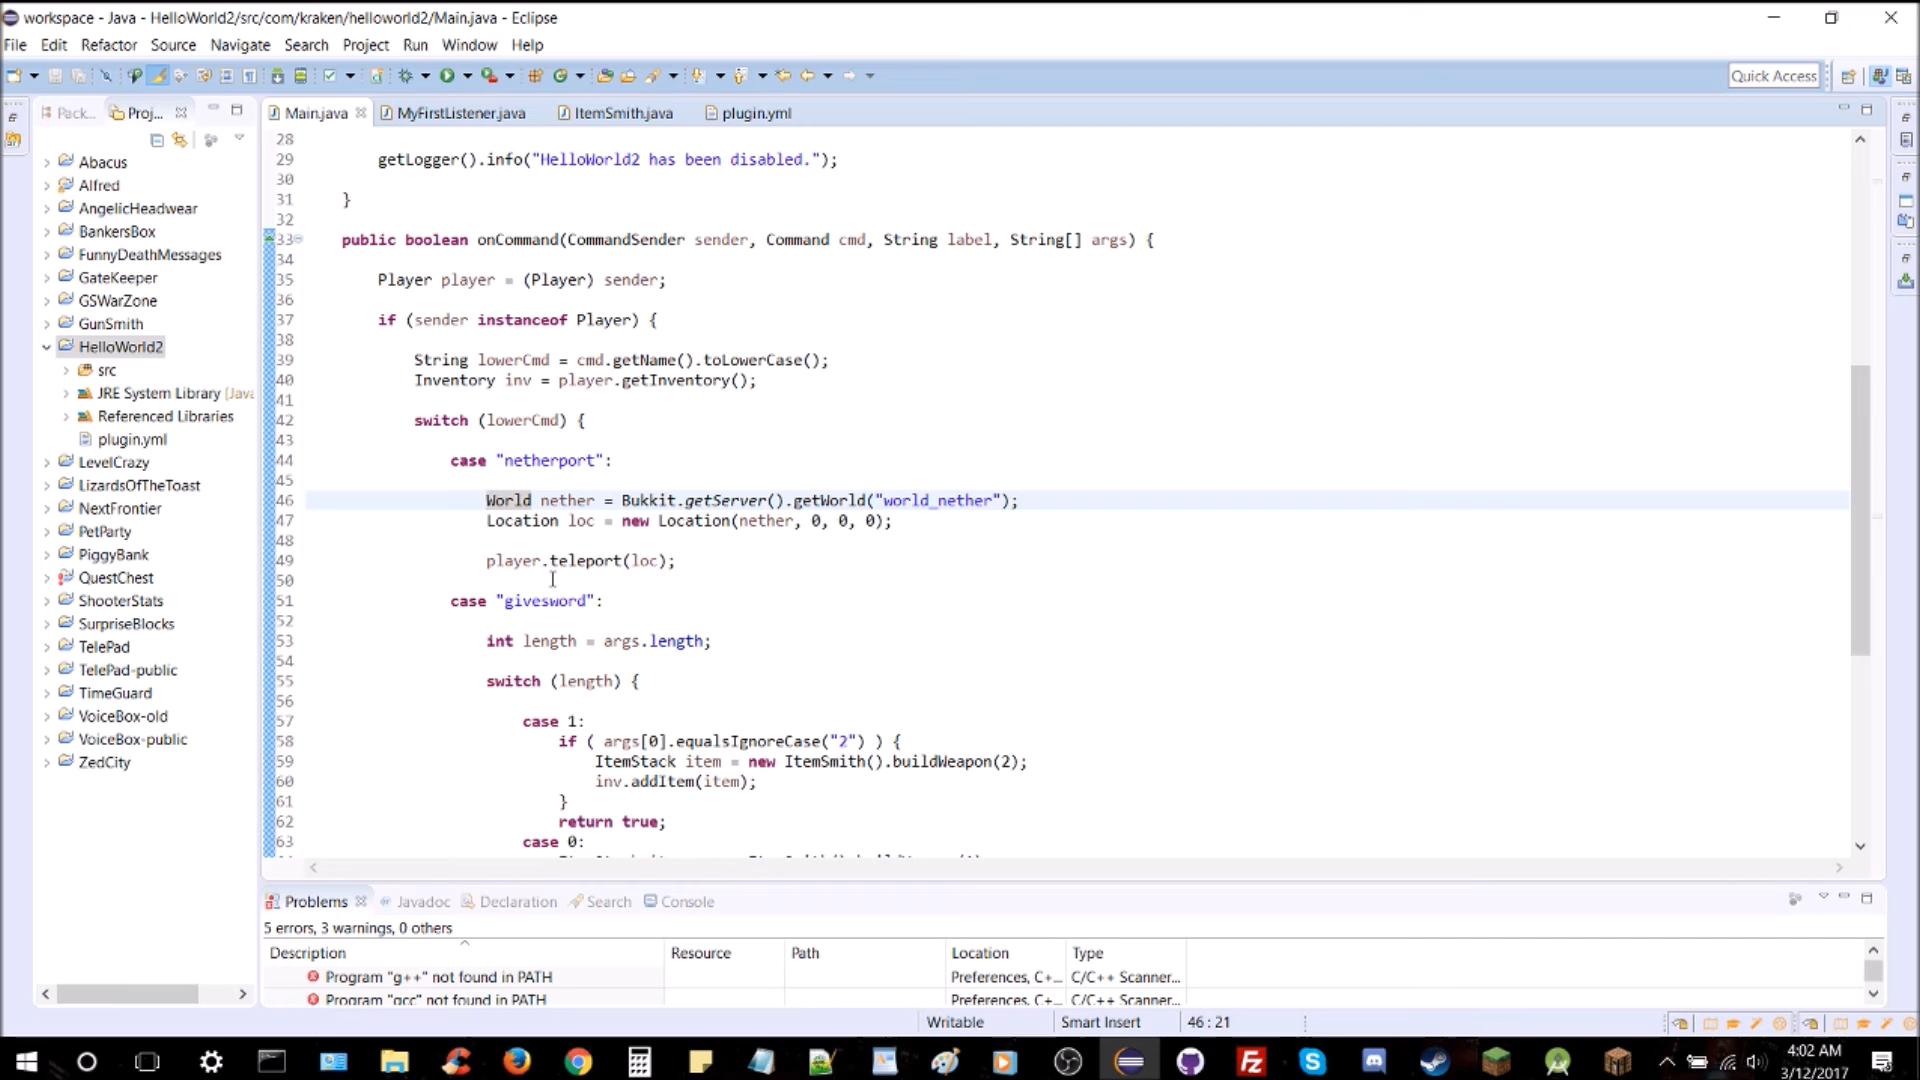 workspace - Java - HelloWorld2/src/com/kraken/helloworld2/Main.java - Eclipse
File Edit Refactor Source Navigate Search Project Run Window Help
Quick Access
Pack... Proj...
Main.java MyFirstListener.java ItemSmith.java plugin.yml
Abacus
Alfred
AngelicHeadwear
BankersBox
FunnyDeathMessages
GateKeeper
GSWarZone
GunSmith
HelloWorld2
src
JRE System Library [Java
Referenced Libraries
plugin.yml
LevelCrazy
LizardsOfTheToast
NextFrontier
PetParty
PiggyBank
QuestChest
ShooterStats
SurpriseBlocks
TelePad
TelePad-public
TimeGuard
VoiceBox-old
VoiceBox-public
ZedCity
28
29 getLogger().info("HelloWorld2 has been disabled.");
30
31 }
32
33 public boolean onCommand(CommandSender sender, Command cmd, String label, String[] args) {
34
35 Player player = (Player) sender;
36
37 if (sender instanceof Player) {
38
39 String lowerCmd = cmd.getName().toLowerCase();
40 Inventory inv = player.getInventory();
41
42 switch (lowerCmd) {
43
44 case "netherport":
45
46 World nether = Bukkit.getServer().getWorld("world_nether");
47 Location loc = new Location(nether, 0, 0, 0);
48
49 player.teleport(loc);
50
51 case "givesword":
52
53 int length = args.length;
54
55 switch (length) {
56
57 case 1:
58 if ( args[0].equalsIgnoreCase("2") ) {
59 ItemStack item = new ItemSmith().buildWeapon(2);
60 inv.addItem(item);
61 }
62 return true;
63 case 0:
Problems Javadoc Declaration Search Console
5 errors, 3 warnings, 0 others
Description Resource Path Location Type
Program "g++" not found in PATH Preferences, C+... C/C++ Scanner...
Program "gcc" not found in PATH Preferences, C+... C/C++ Scanner...
Writable Smart Insert 46 : 21
4:02 AM
3/12/2017